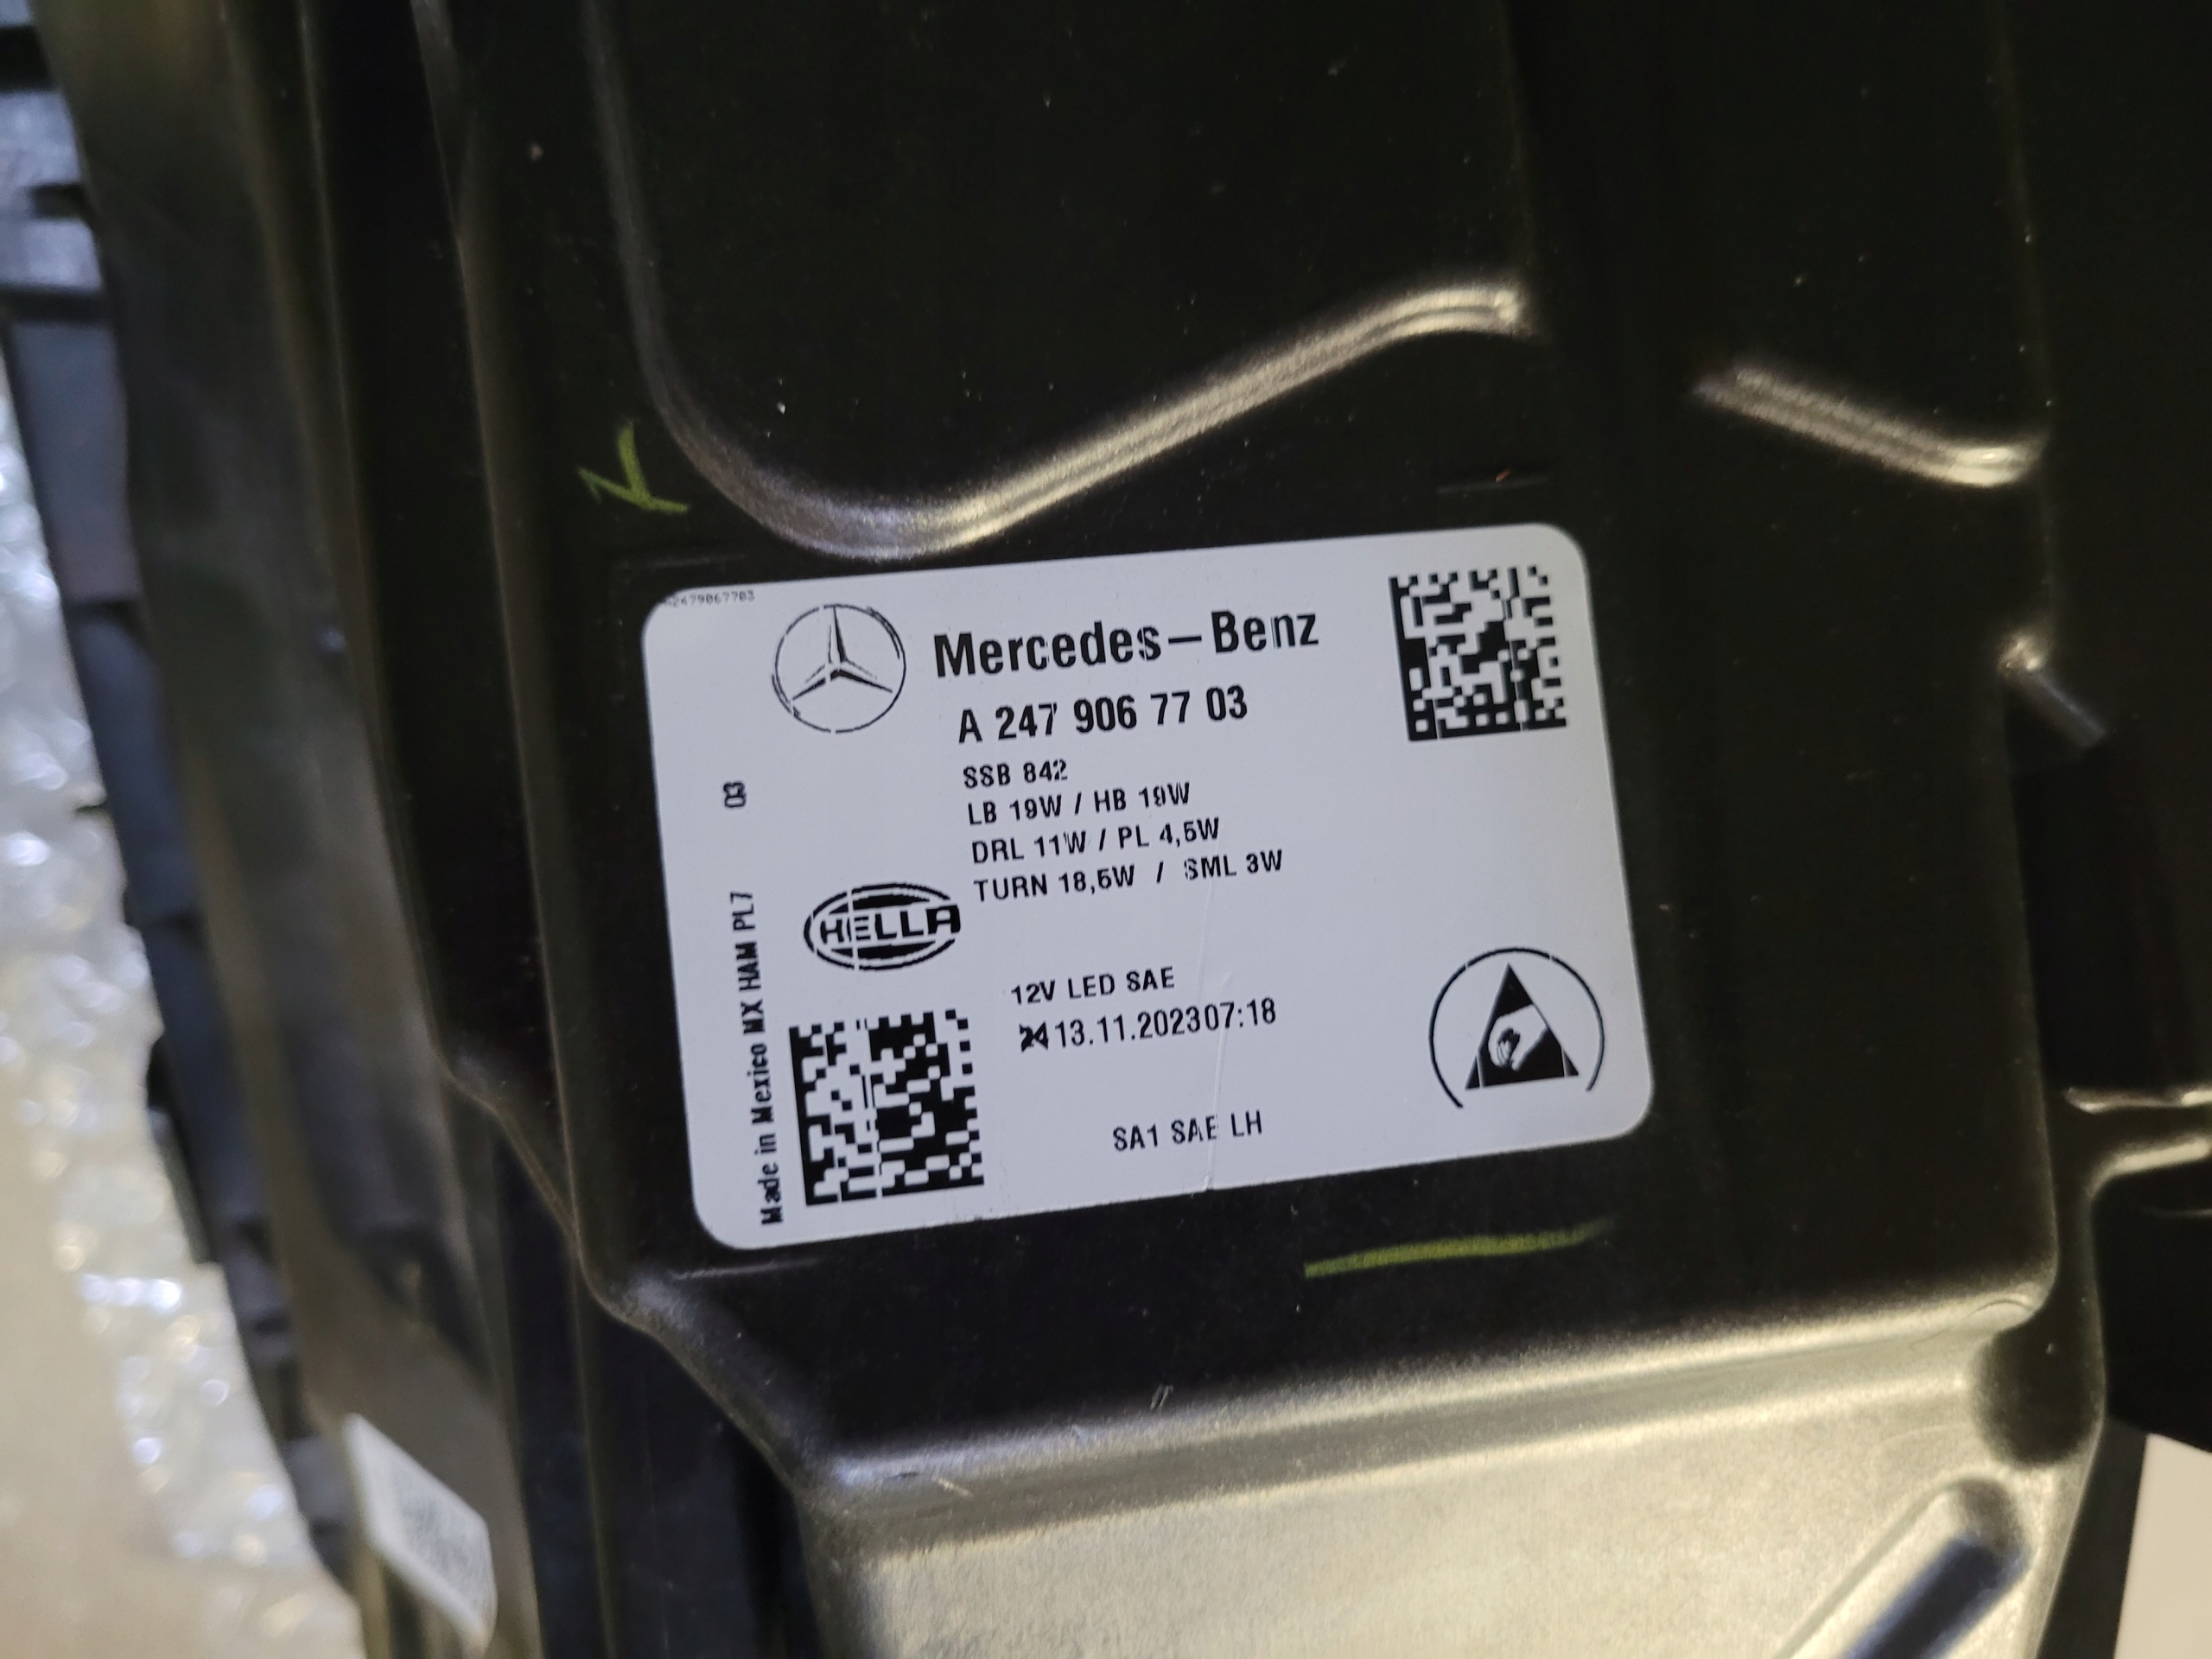 A2479067703
Mercedes-Benz
A 247 906 77 03
SSB 842
LB 19W / HB 19W
DRL 11W / PL 4,5W
TURN 18,5W / SML 3W
HELLA
12V LED SAE
13.11.202307:18
SA1 SAE LH
Made in Mexico MX HAM PL7
03
K